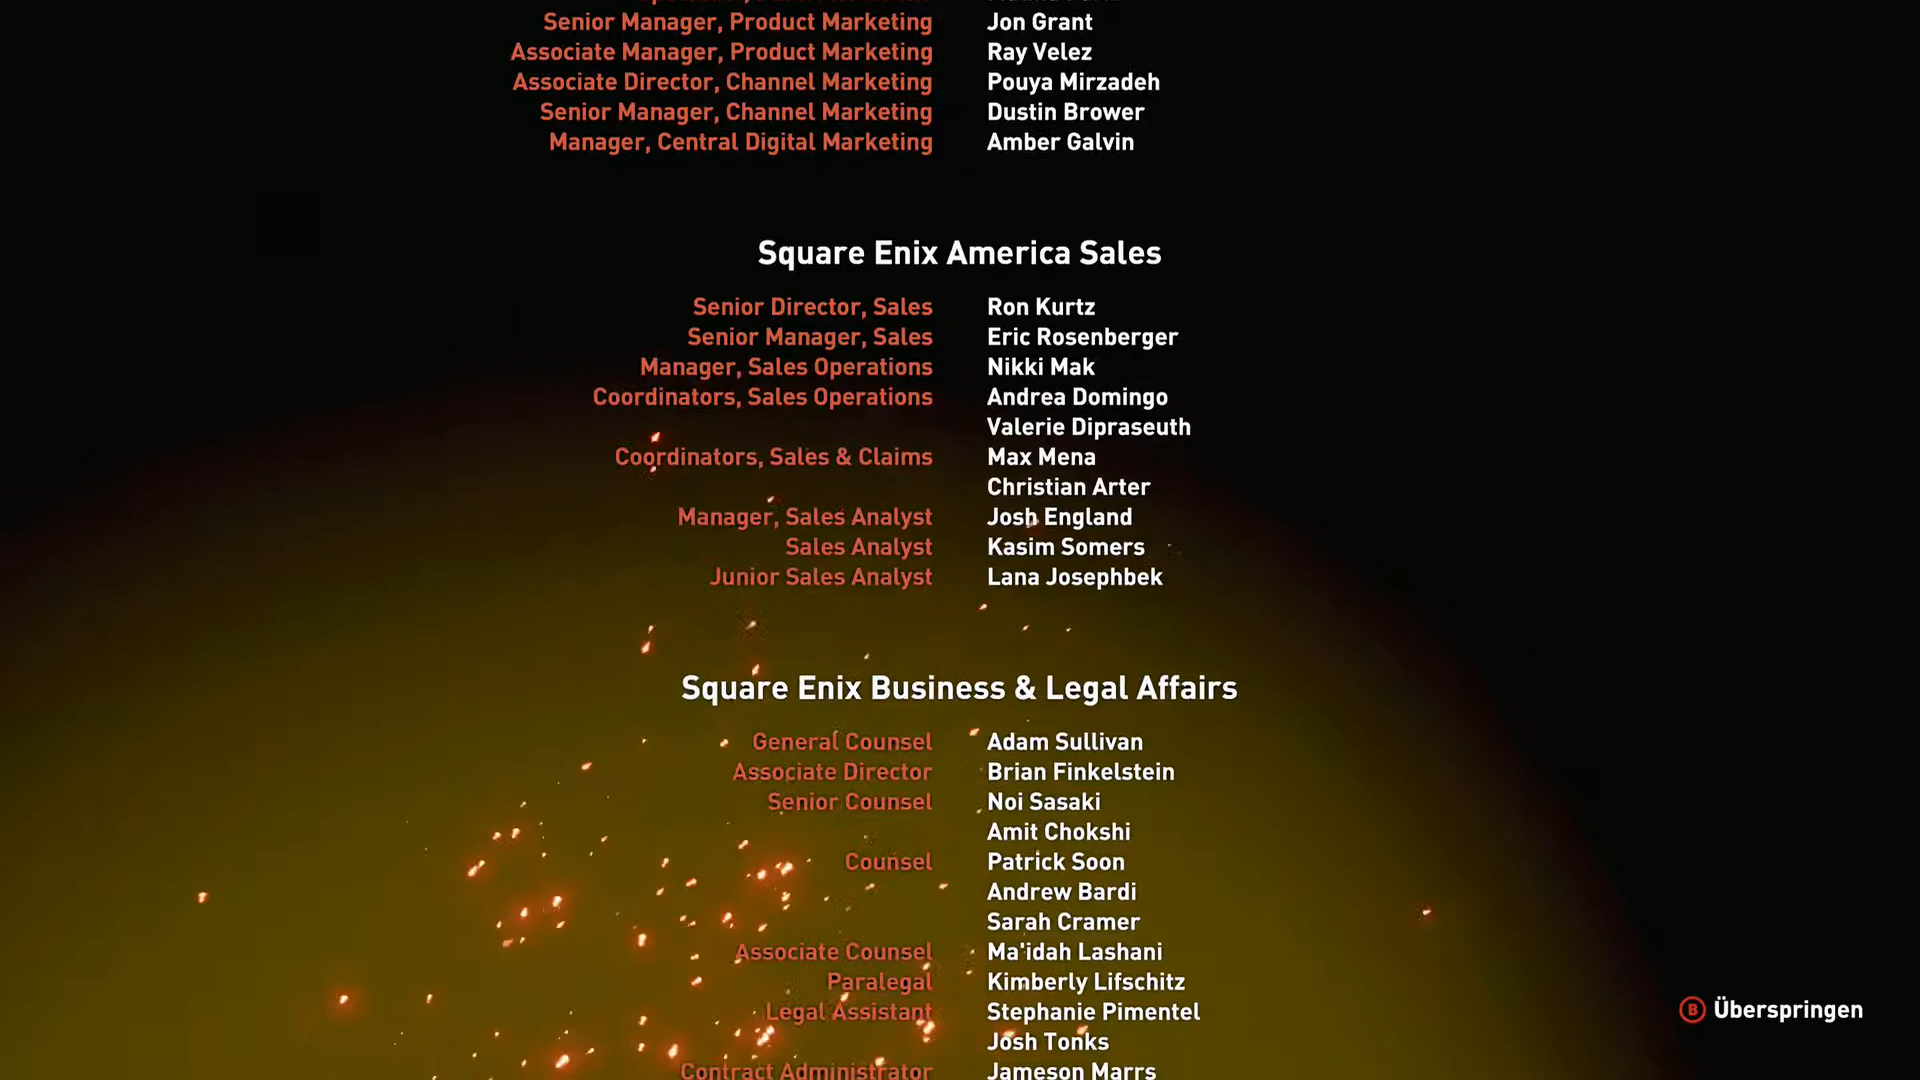 Senior Manager, Product Marketing Jon Grant
Associate Manager, Product Marketing Ray Velez
Associate Director, Channel Marketing Pouya Mirzadeh
Senior Manager, Channel Marketing Dustin Brower
Manager, Central Digital Marketing Amber Galvin
Square Enix America Sales
Senior Director, Sales Ron Kurtz
Senior Manager, Sales Eric Rosenberger
Manager, Sales Operations Nikki Mak
Coordinators, Sales Operations Andrea Domingo
Valerie Dipraseuth
Coordinators, Sales & Claims Max Mena
Christian Arter
Manager, Sales Analyst Josh England
Sales Analyst Kasim Somers
Junior Sales Analyst Lana Josephbek
Square Enix Business & Legal Affairs
General Counsel Adam Sullivan
Associate Director Brian Finkelstein
Senior Counsel Noi Sasaki
Amit Chokshi
Counsel Patrick Soon
Andrew Bardi
Sarah Cramer
Associate Counsel Ma'idah Lashani
Paralegal Kimberly Lifschitz
Legal Assistant Stephanie Pimentel
B Überspringen
Josh Tonks
Contract Administrator Jameson Marrs